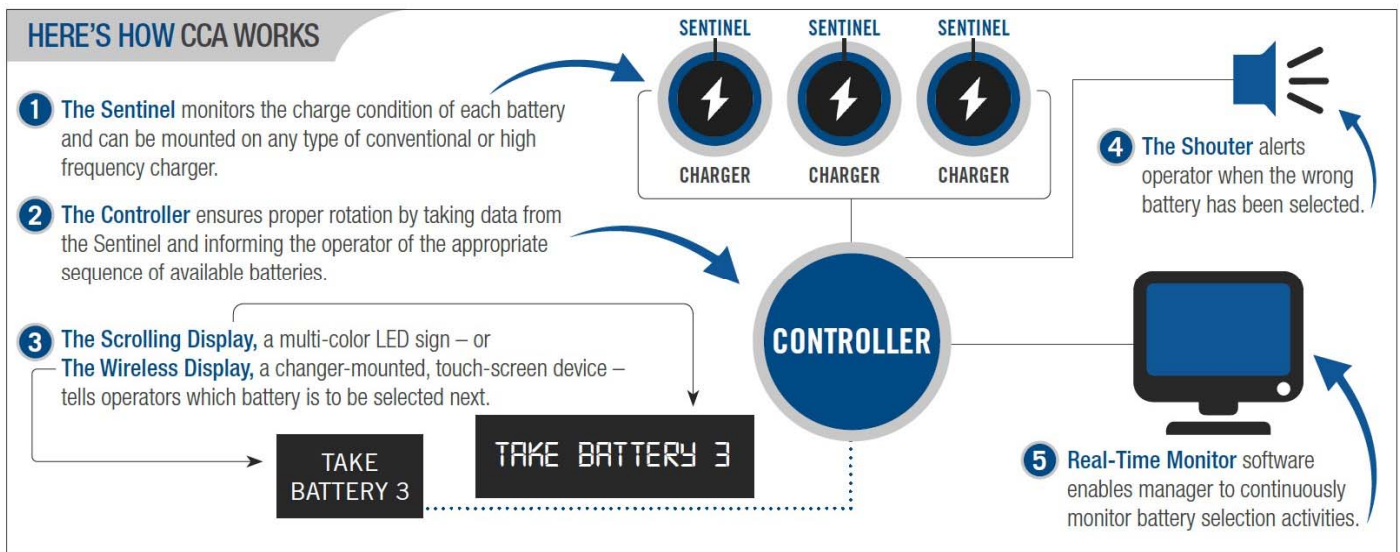 HERE'S HOW CCA WORKS
1 The Sentinel monitors the charge condition of each battery
and can be mounted on any type of conventional or high
frequency charger.
2 The Controller ensures proper rotation by taking data from
the Sentinel and informing the operator of the appropriate
sequence of available batteries.
3 The Scrolling Display, a multi-color LED sign – or
The Wireless Display, a changer-mounted, touch-screen device –
tells operators which battery is to be selected next.
TAKE
BATTERY 3
TAKE BATTERY 3
SENTINEL SENTINEL SENTINEL
CHARGER CHARGER CHARGER
CONTROLLER
4 The Shouter alerts
operator when the wrong
battery has been selected.
5 Real-Time Monitor software
enables manager to continuously
monitor battery selection activities.